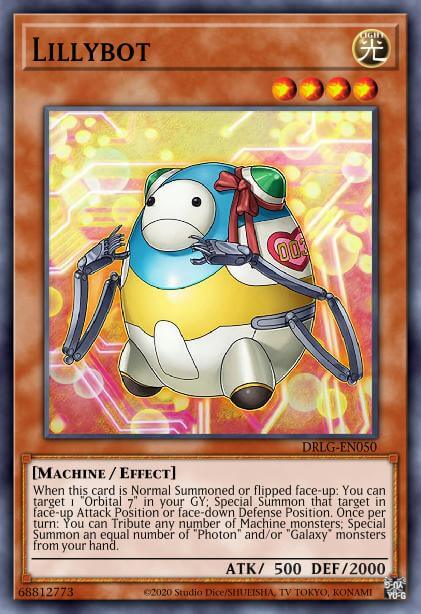 LILLYBOT
LIGHT
光
003
DRLG-EN050
[MACHINE / EFFECT]
When this card is Normal Summoned or flipped face-up: You can
target 1 "Orbital 7" in your GY; Special Summon that target in
face-up Attack Position or face-down Defense Position. Once per
turn: You can Tribute any number of Machine monsters; Special
Summon an equal number of "Photon" and/or "Galaxy" monsters
from your hand.
ATK/ 500 DEF/2000
68812773
©2020 Studio Dice/SHUEISHA, TV TOKYO, KONAMI